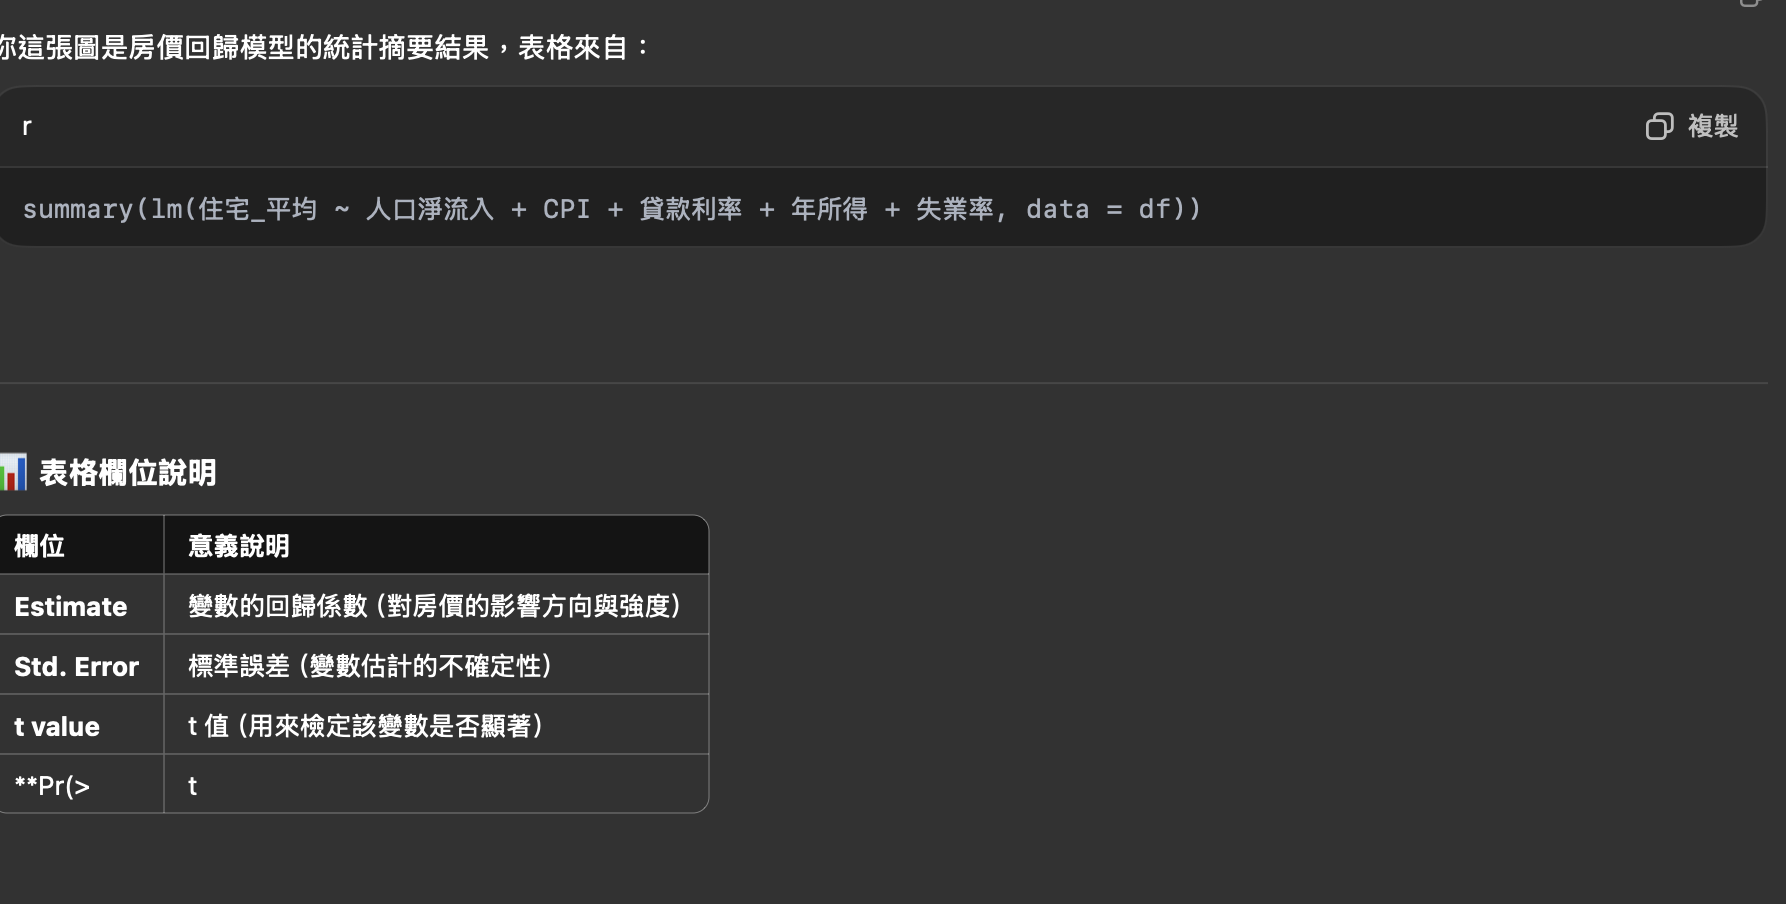 你這張圖是房價回歸模型的統計摘要結果，表格來自：
r
複製
summary(lm(住宅_平均 ~ 人口淨流入 + CPI + 貸款利率 + 年所得 + 失業率, data = df))
表格欄位說明
欄位 意義說明
Estimate 變數的回歸係數（對房價的影響方向與強度）
Std. Error 標準誤差（變數估計的不確定性）
t value t 值（用來檢定該變數是否顯著）
**Pr(> t